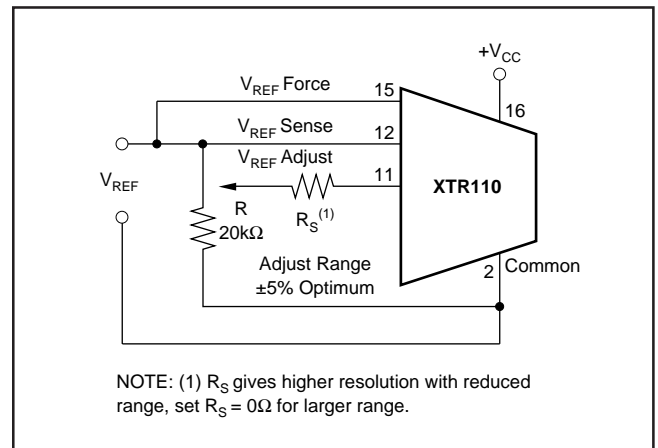 +V_CC
V_REF Force
15
16
V_REF Sense
12
V_REF Adjust
11
XTR110
V_REF
R
20kΩ
R_S(1)
2
Common
Adjust Range
±5% Optimum
NOTE: (1) R_S gives higher resolution with reduced
range, set R_S = 0Ω for larger range.